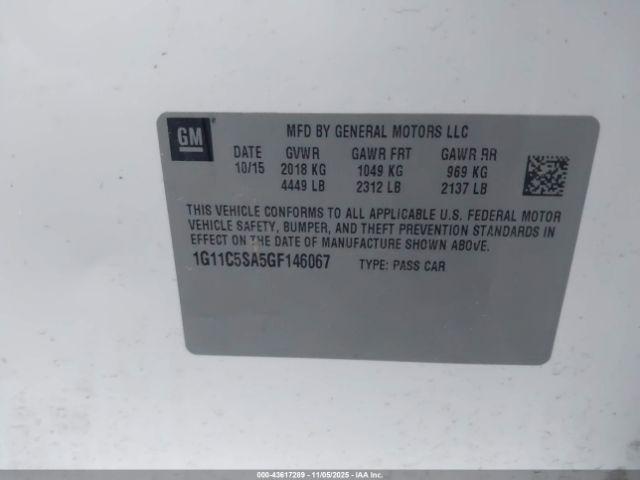 GM
MFD BY GENERAL MOTORS LLC
DATE GVWR GAWR FRT GAWR RR
10/15 2018 KG 1049 KG 969 KG
4449 LB 2312 LB 2137 LB
THIS VEHICLE CONFORMS TO ALL APPLICABLE U.S. FEDERAL MOTOR
VEHICLE SAFETY, BUMPER, AND THEFT PREVENTION STANDARDS IN
EFFECT ON THE DATE OF MANUFACTURE SHOWN ABOVE.
1G11C5SA5GF146067 TYPE: PASS CAR
000-43617289 - 11/05/2025 - IAA Inc.